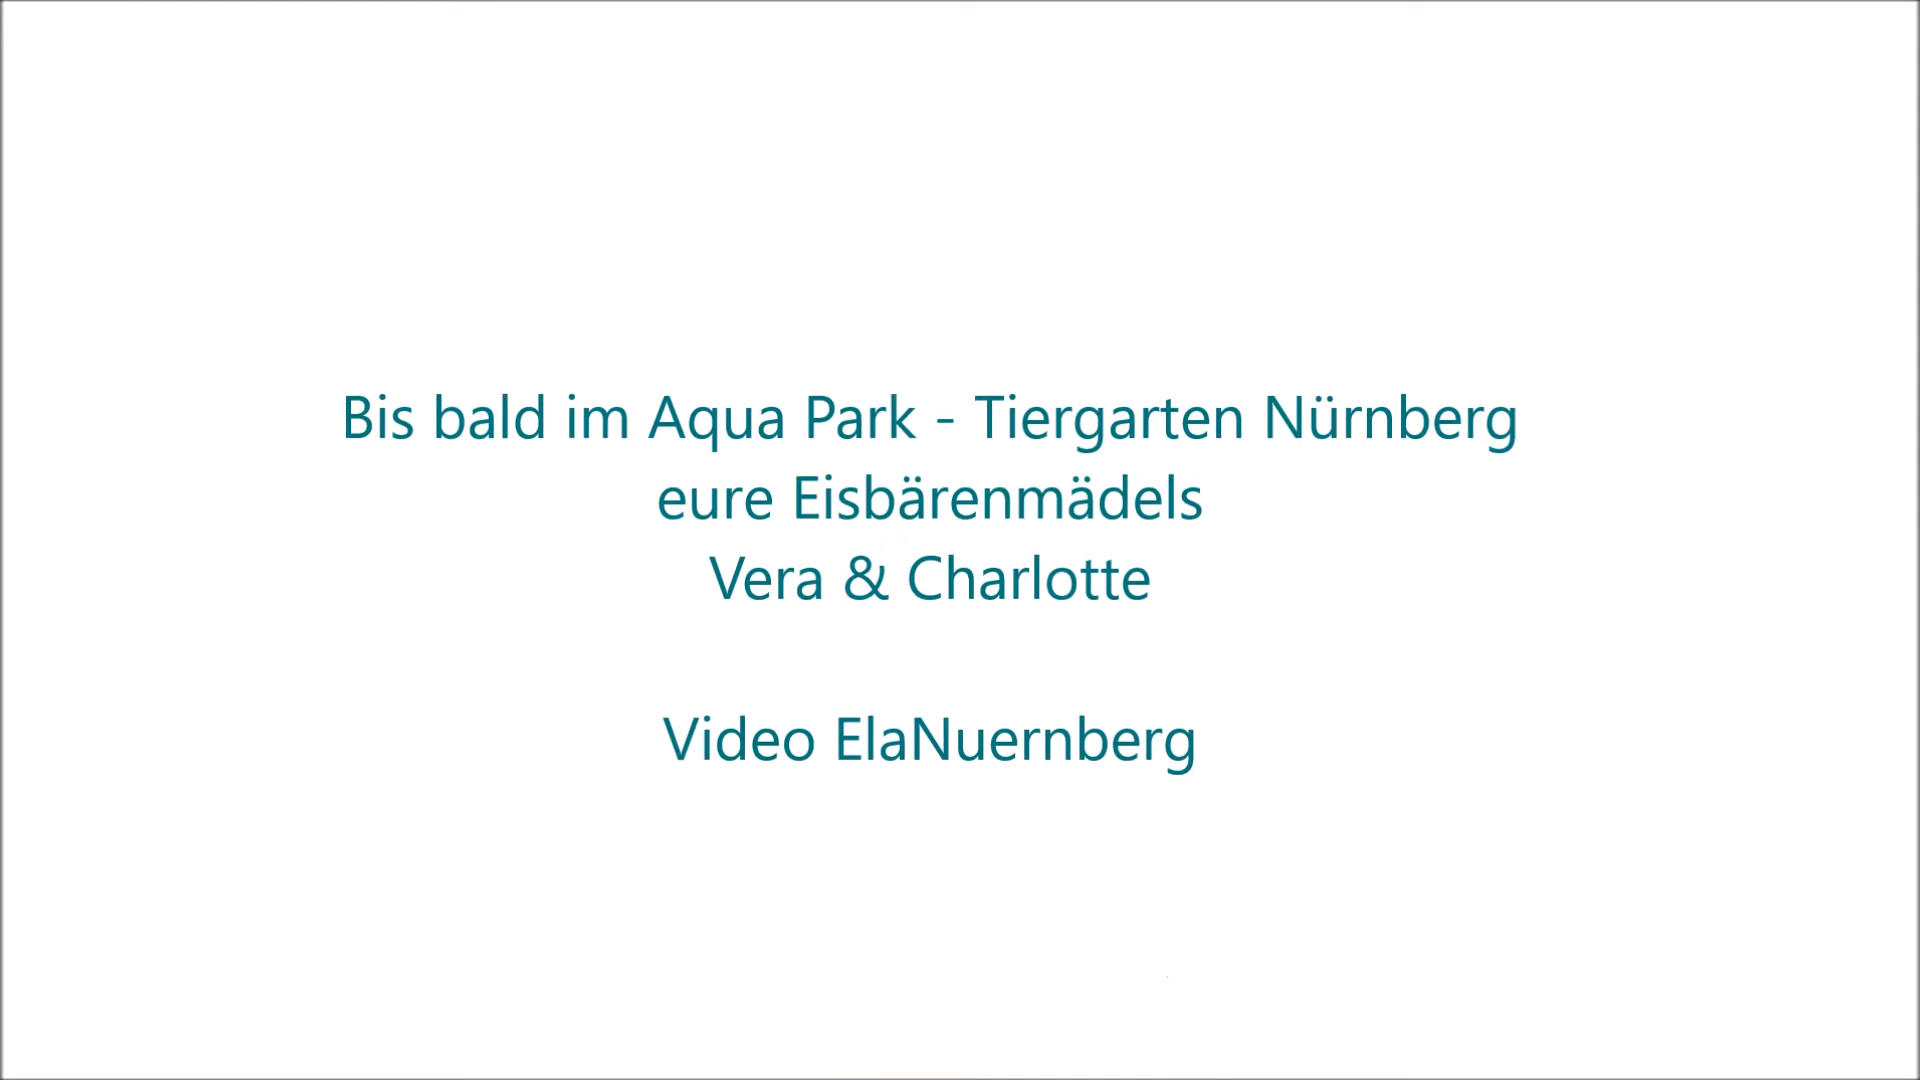 Bis bald im Aqua Park - Tiergarten Nürnberg
eure Eisbärenmädels
Vera & Charlotte
Video ElaNuernberg